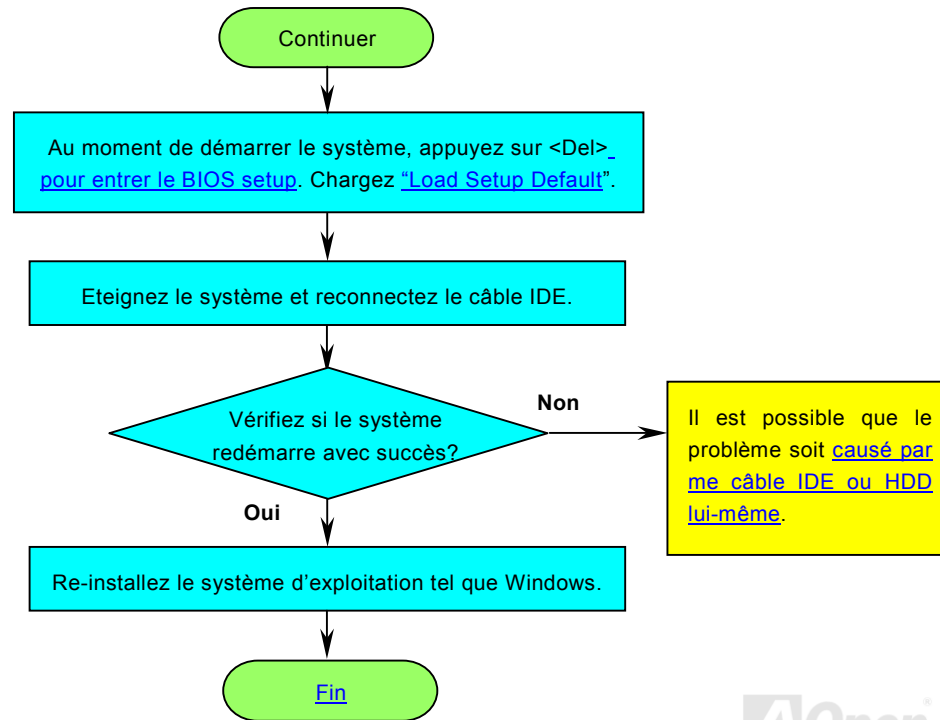 Continuer
Au moment de démarrer le système, appuyez sur <Del>
pour entrer le BIOS setup. Chargez “Load Setup Default”.
Eteignez le système et reconnectez le câble IDE.
Vérifiez si le système
redémarre avec succès?
Non
Il est possible que le
problème soit causé par
me câble IDE ou HDD
lui-même.
Oui
Re-installez le système d’exploitation tel que Windows.
Fin